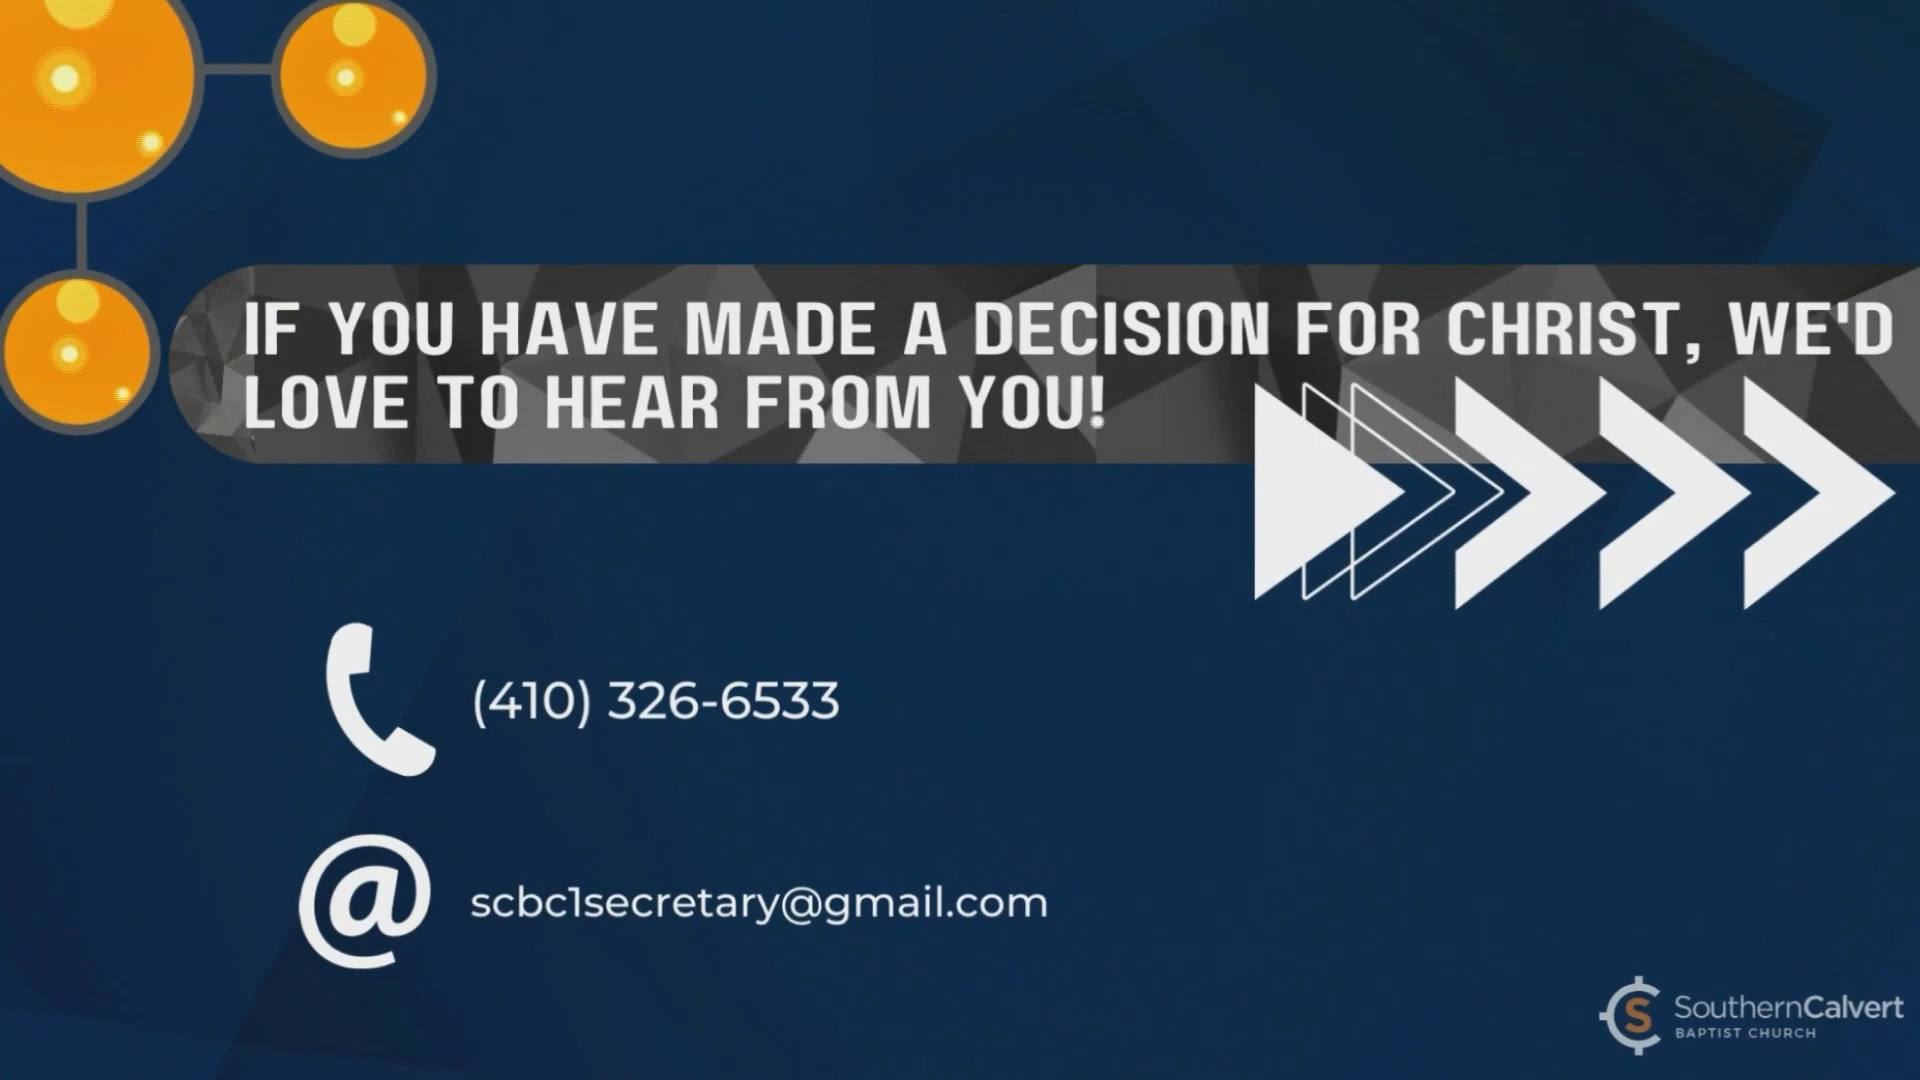 IF YOU HAVE MADE A DECISION FOR CHRIST, WE'D
LOVE TO HEAR FROM YOU!
(410) 326-6533
@
scbc1secretary@gmail.com
SouthernCalvert
BAPTIST CHURCH